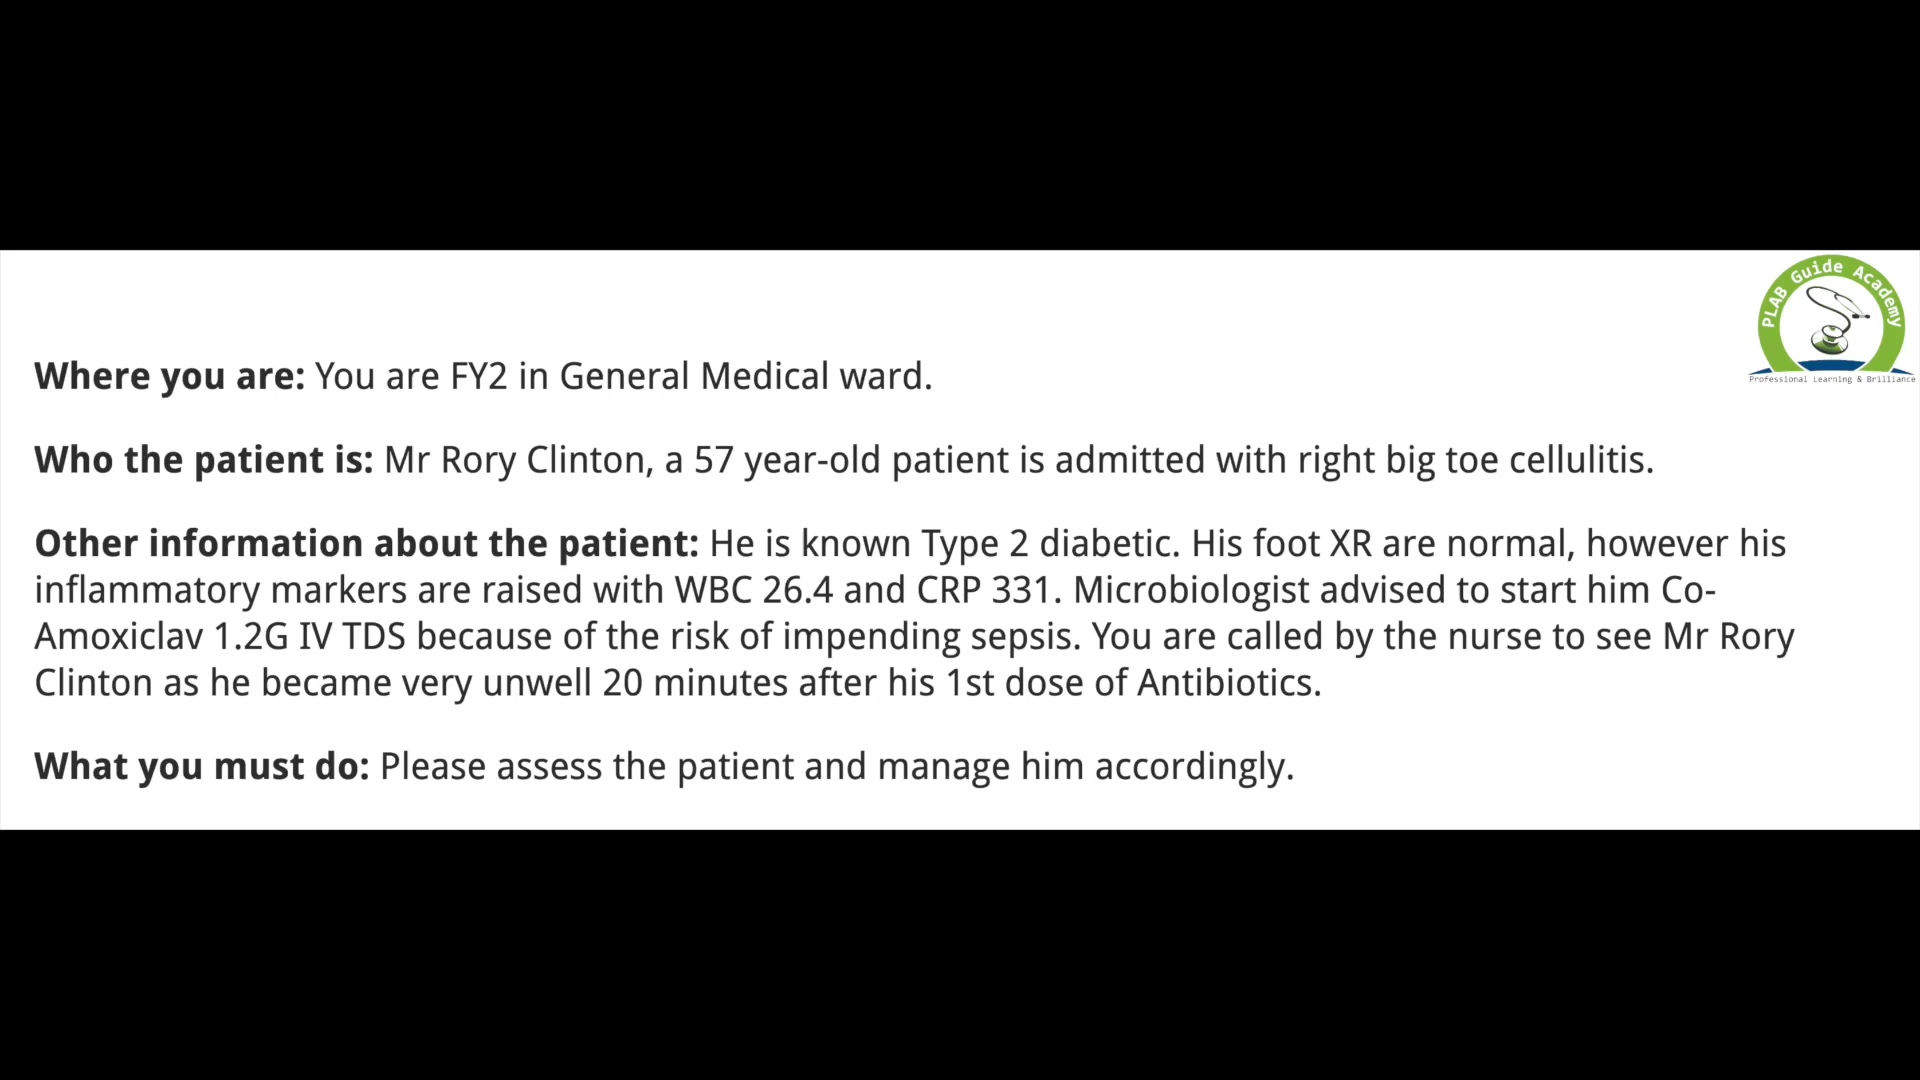 PLAB Guide Academy
Professional Learning & Brilliance
Where you are: You are FY2 in General Medical ward.
Who the patient is: Mr Rory Clinton, a 57 year-old patient is admitted with right big toe cellulitis.
Other information about the patient: He is known Type 2 diabetic. His foot XR are normal, however his
inflammatory markers are raised with WBC 26.4 and CRP 331. Microbiologist advised to start him Co-
Amoxiclav 1.2G IV TDS because of the risk of impending sepsis. You are called by the nurse to see Mr Rory
Clinton as he became very unwell 20 minutes after his 1st dose of Antibiotics.
What you must do: Please assess the patient and manage him accordingly.